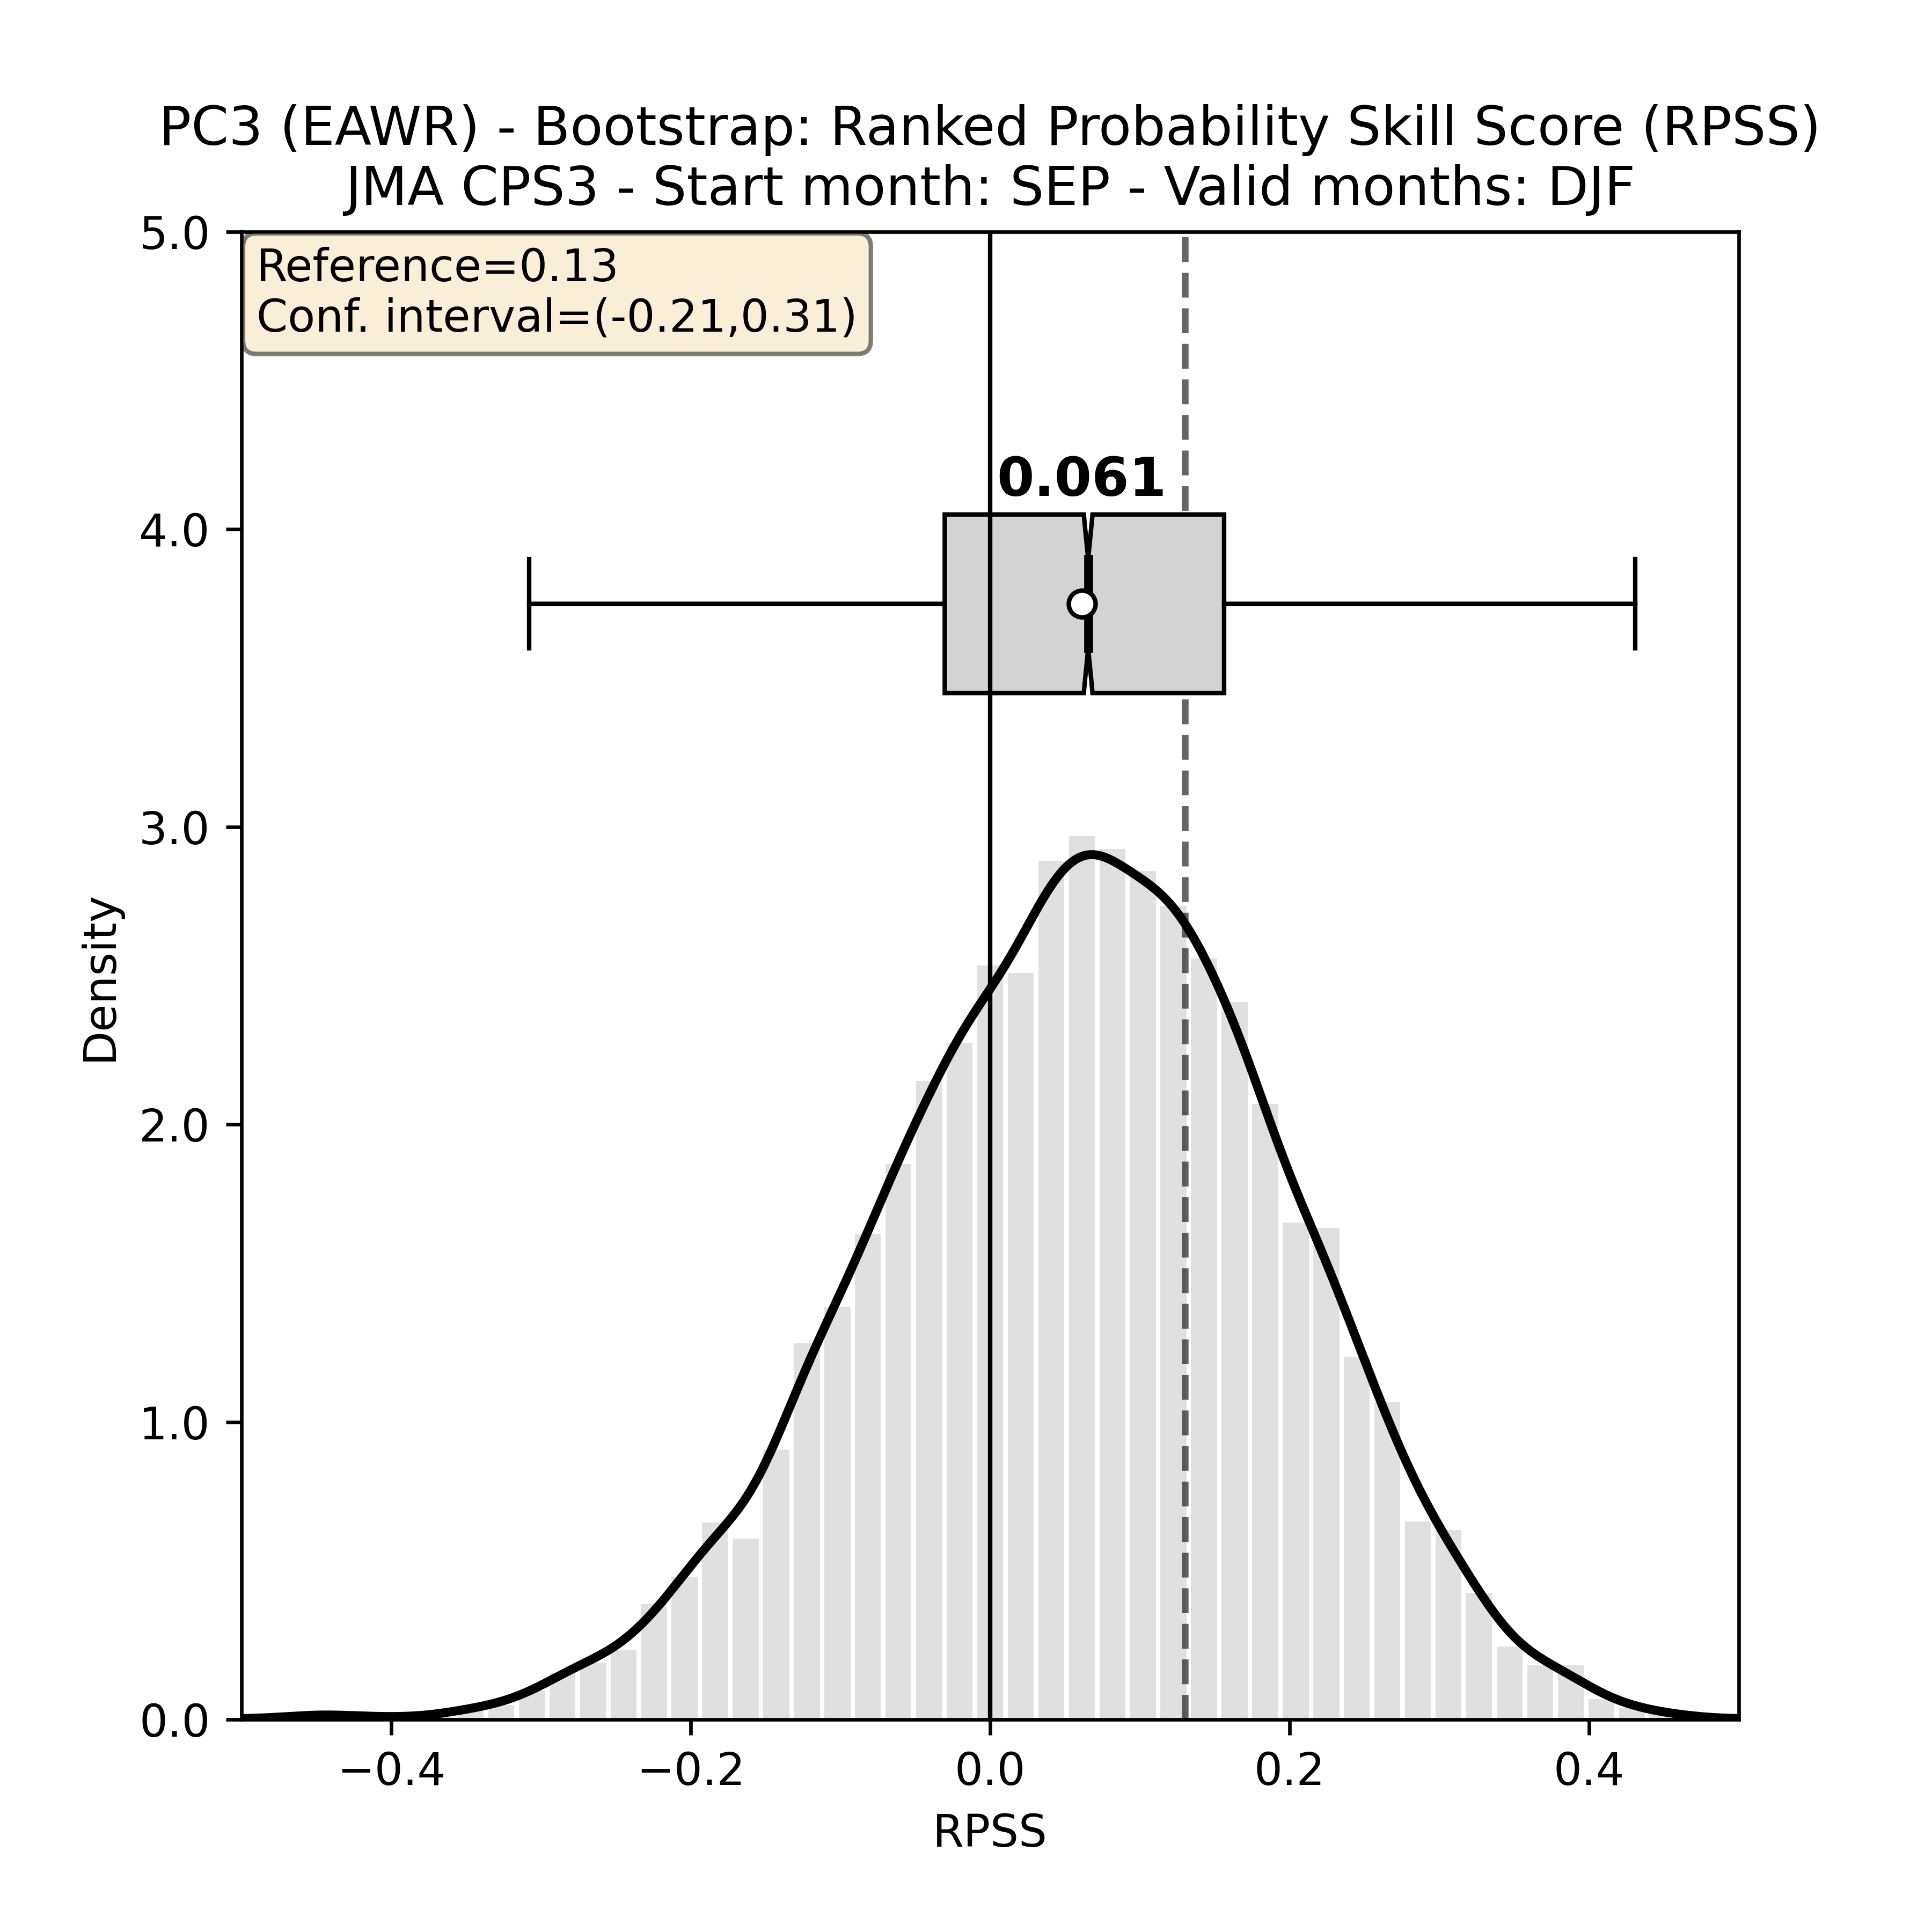 PC3 (EAWR) - Bootstrap: Ranked Probability Skill Score (RPSS)
JMA CPS3 - Start month: SEP - Valid months: DJF
5.0
Reference=0.13
Conf. interval=(-0.21,0.31)
0.061
4.0
3.0
Density
2.0
1.0
0.0
−0.4 −0.2 0.0 0.2 0.4
RPSS